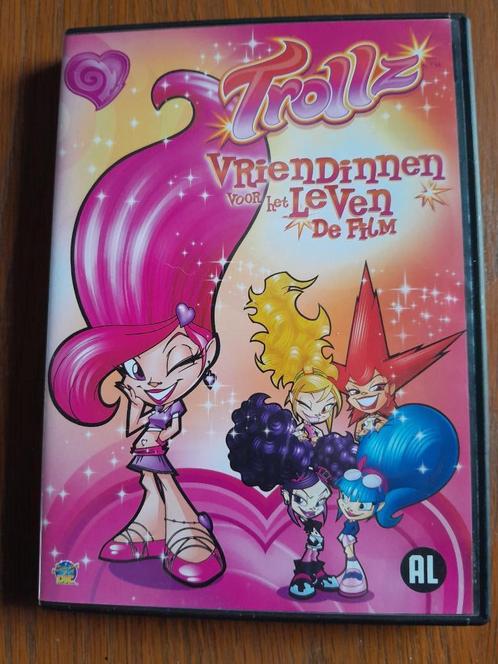 Trollz
VRIENDINNEN
VOOR het LEVEN
DE FILM
AL